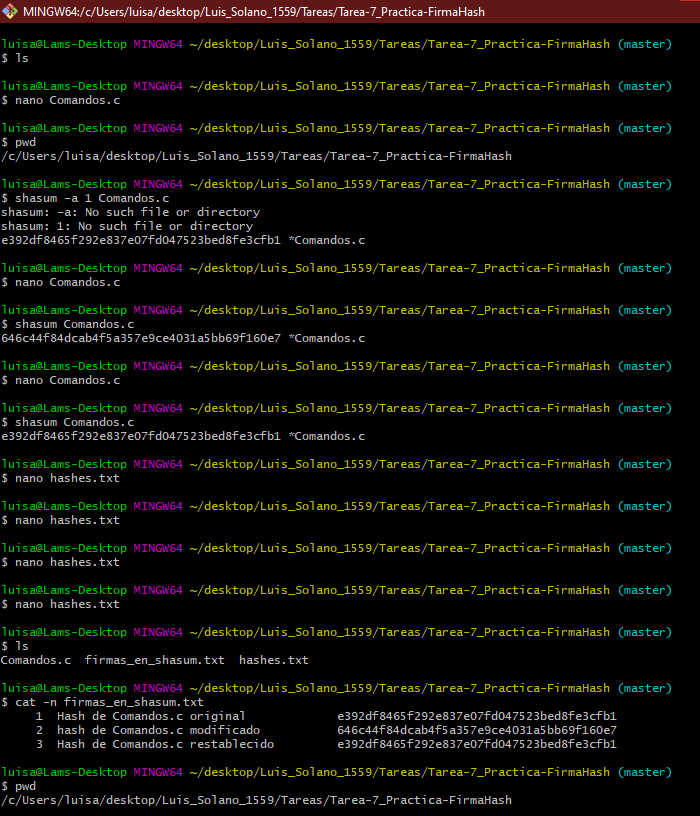 MINGW64:/c/Users/luisa/desktop/Luis_Solano_1559/Tareas/Tarea-7_Practica-FirmaHash
luisa@Lams-Desktop MINGW64 ~/desktop/Luis_Solano_1559/Tareas/Tarea-7_Practica-FirmaHash (master)
$ ls
luisa@Lams-Desktop MINGW64 ~/desktop/Luis_Solano_1559/Tareas/Tarea-7_Practica-FirmaHash (master)
$ nano Comandos.c
luisa@Lams-Desktop MINGW64 ~/desktop/Luis_Solano_1559/Tareas/Tarea-7_Practica-FirmaHash (master)
$ pwd
/c/Users/luisa/desktop/Luis_Solano_1559/Tareas/Tarea-7_Practica-FirmaHash
luisa@Lams-Desktop MINGW64 ~/desktop/Luis_Solano_1559/Tareas/Tarea-7_Practica-FirmaHash (master)
$ shasum -a 1 Comandos.c
shasum: -a: No such file or directory
shasum: 1: No such file or directory
e392df8465f292e837e07fd047523bed8fe3cfb1 *Comandos.c
luisa@Lams-Desktop MINGW64 ~/desktop/Luis_Solano_1559/Tareas/Tarea-7_Practica-FirmaHash (master)
$ nano Comandos.c
luisa@Lams-Desktop MINGW64 ~/desktop/Luis_Solano_1559/Tareas/Tarea-7_Practica-FirmaHash (master)
$ shasum Comandos.c
646c44f84dcab4f5a357e9ce4031a5bb69f160e7 *Comandos.c
luisa@Lams-Desktop MINGW64 ~/desktop/Luis_Solano_1559/Tareas/Tarea-7_Practica-FirmaHash (master)
$ nano Comandos.c
luisa@Lams-Desktop MINGW64 ~/desktop/Luis_Solano_1559/Tareas/Tarea-7_Practica-FirmaHash (master)
$ shasum Comandos.c
e392df8465f292e837e07fd047523bed8fe3cfb1 *Comandos.c
luisa@Lams-Desktop MINGW64 ~/desktop/Luis_Solano_1559/Tareas/Tarea-7_Practica-FirmaHash (master)
$ nano hashes.txt
luisa@Lams-Desktop MINGW64 ~/desktop/Luis_Solano_1559/Tareas/Tarea-7_Practica-FirmaHash (master)
$ nano hashes.txt
luisa@Lams-Desktop MINGW64 ~/desktop/Luis_Solano_1559/Tareas/Tarea-7_Practica-FirmaHash (master)
$ nano hashes.txt
luisa@Lams-Desktop MINGW64 ~/desktop/Luis_Solano_1559/Tareas/Tarea-7_Practica-FirmaHash (master)
$ nano hashes.txt
luisa@Lams-Desktop MINGW64 ~/desktop/Luis_Solano_1559/Tareas/Tarea-7_Practica-FirmaHash (master)
$ ls
Comandos.c  firmas_en_shasum.txt  hashes.txt
luisa@Lams-Desktop MINGW64 ~/desktop/Luis_Solano_1559/Tareas/Tarea-7_Practica-FirmaHash (master)
$ cat -n firmas_en_shasum.txt
1  Hash de Comandos.c original         e392df8465f292e837e07fd047523bed8fe3cfb1
2  hash de Comandos.c modificado       646c44f84dcab4f5a357e9ce4031a5bb69f160e7
3  Hash de Comandos.c restablecido     e392df8465f292e837e07fd047523bed8fe3cfb1
luisa@Lams-Desktop MINGW64 ~/desktop/Luis_Solano_1559/Tareas/Tarea-7_Practica-FirmaHash (master)
$ pwd
/c/Users/luisa/desktop/Luis_Solano_1559/Tareas/Tarea-7_Practica-FirmaHash